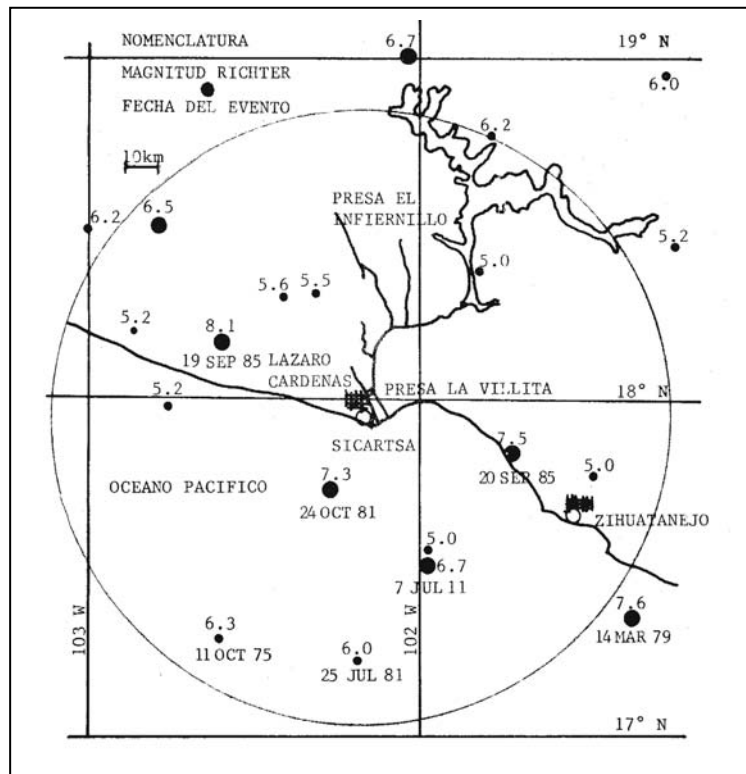 NOMENCLATURA
6.7
19° N
MAGNITUD RICHTER
6.0
FECHA DEL EVENTO
6.2
10km
PRESA EL
INFIERNILLO
6.2
6.5
5.2
5.0
5.6
5.5
5.2
8.1
19 SEP 85
LAZARO
CARDENAS
PRESA LA VILLITA
5.2
18° N
SICARTSA
7.5
20 SEP 85
5.0
7.3
OCEANO PACIFICO
24 OCT 81
ZIHUATANEJO
5.0
6.7
7 JUL 11
103 W
102 W
7.6
14 MAR 79
6.3
11 OCT 75
6.0
25 JUL 81
17° N